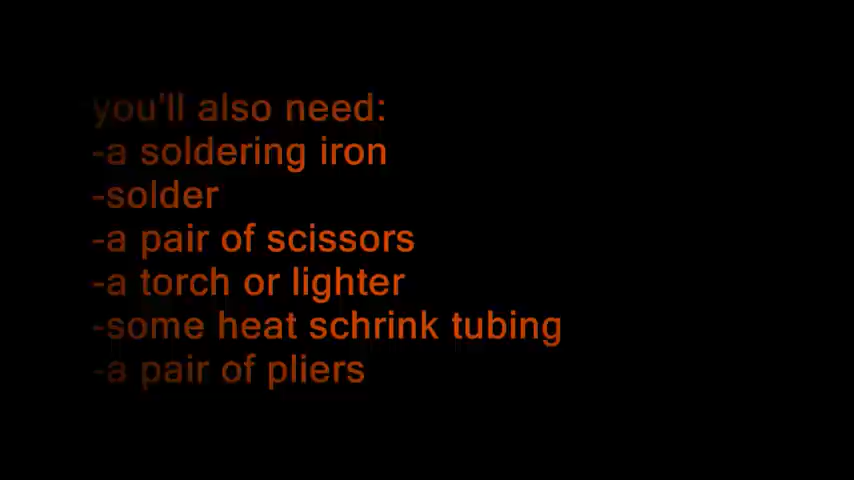 you'll also need:
-a soldering iron
-solder
-a pair of scissors
-a torch or lighter
-some heat schrink tubing
-a pair of pliers